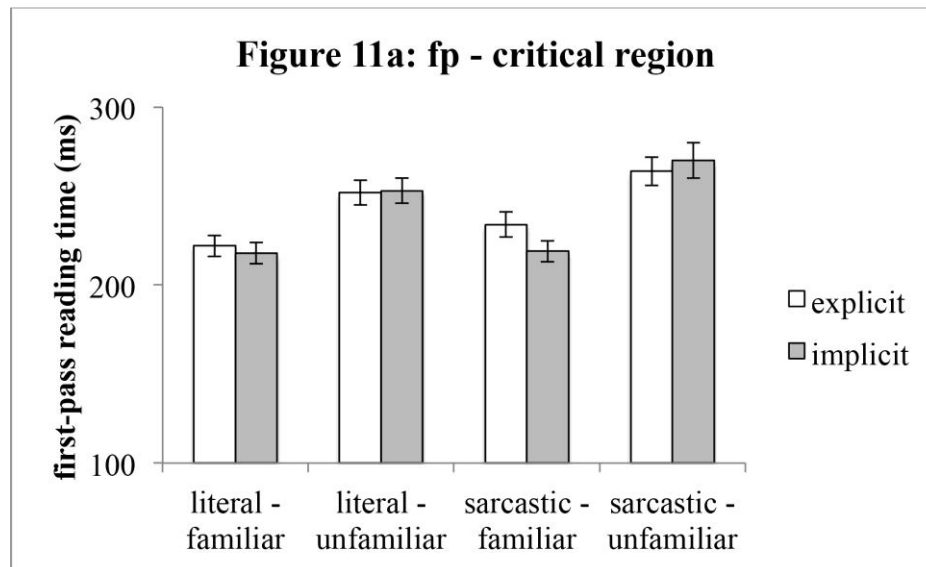 Figure 11a: fp - critical region
first-pass reading time (ms)
300
200
100
literal -
familiar
literal -
unfamiliar
sarcastic -
familiar
sarcastic -
unfamiliar
explicit
implicit